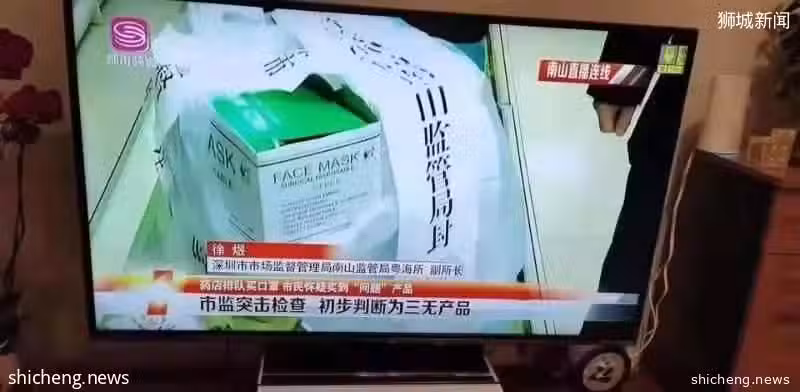 狮城新闻
南山直播连线
山监管局封
ASK
FACE MASK
徐煜
深圳市市场监督管理局南山监管局粤海所 副所长
药店排队买口罩 市民怀疑买到“问题”产品
市监突击检查 初步判断为三无产品
shicheng.news
shicheng.news